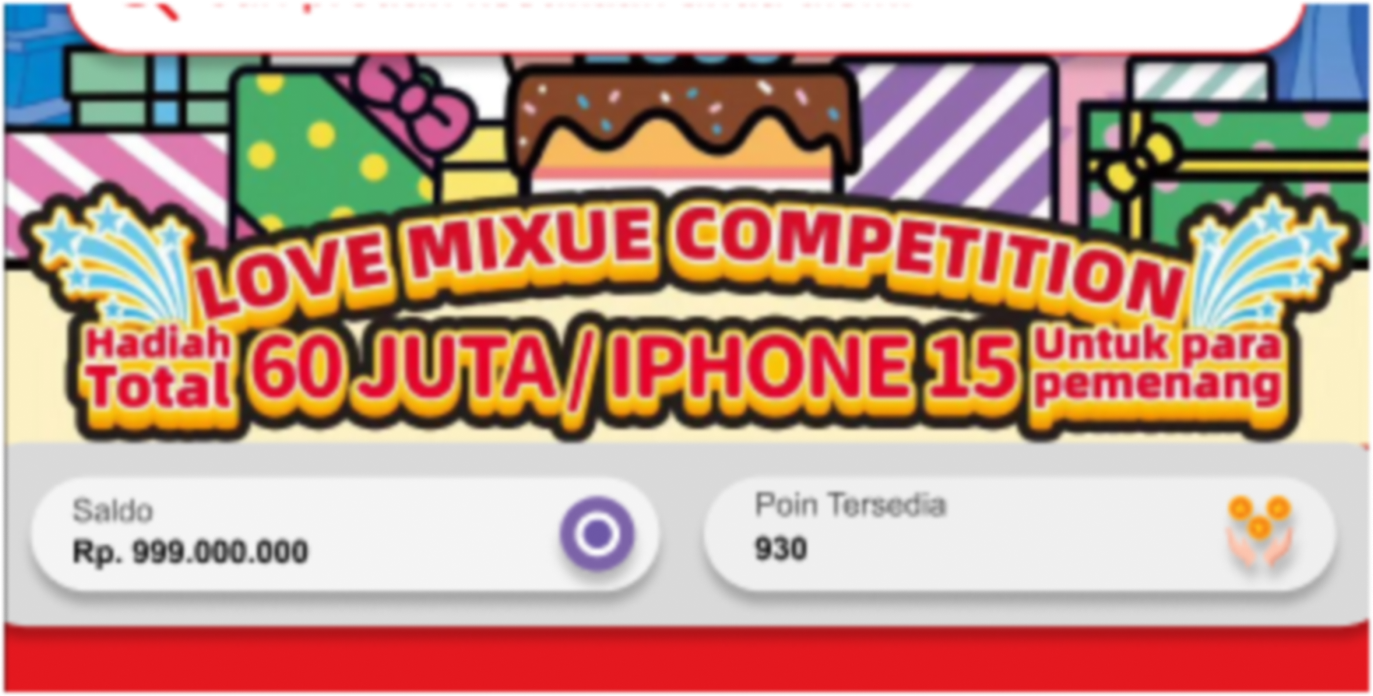 LOVE MIXUE COMPETITION
Hadiah Total 60 JUTA / IPHONE 15 Untuk para pemenang
Saldo
Rp. 999.000.000
Poin Tersedia
930